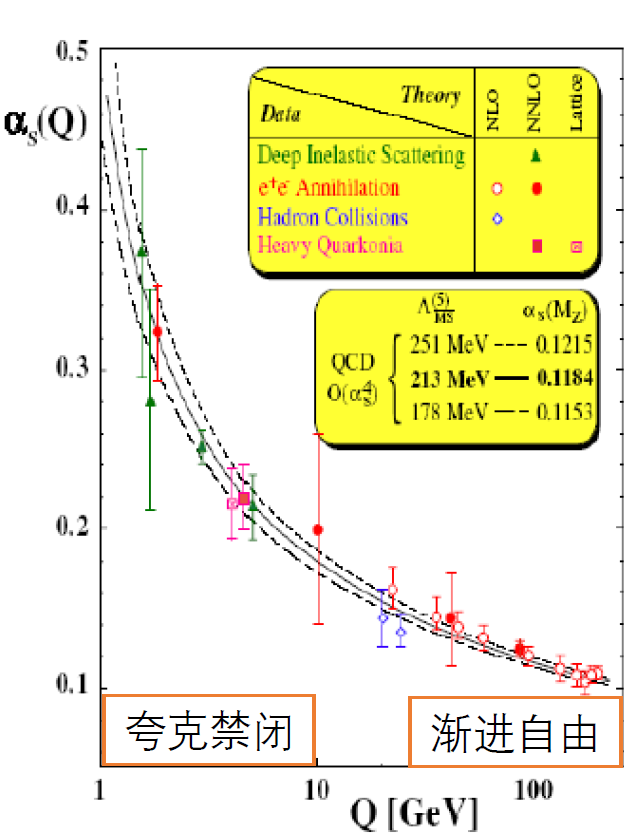 0.5
αs(Q)
0.4
0.3
0.2
0.1
Data
Theory
NLO
NNLO
Lattice
Deep Inelastic Scattering
e+e- Annihilation
Hadron Collisions
Heavy Quarkonia
Λ(5)MS αs(MZ)
QCD
O(αs4)
251 MeV 0.1215
213 MeV 0.1184
178 MeV 0.1153
夸克禁闭
渐进自由
1 10 100
Q [GeV]